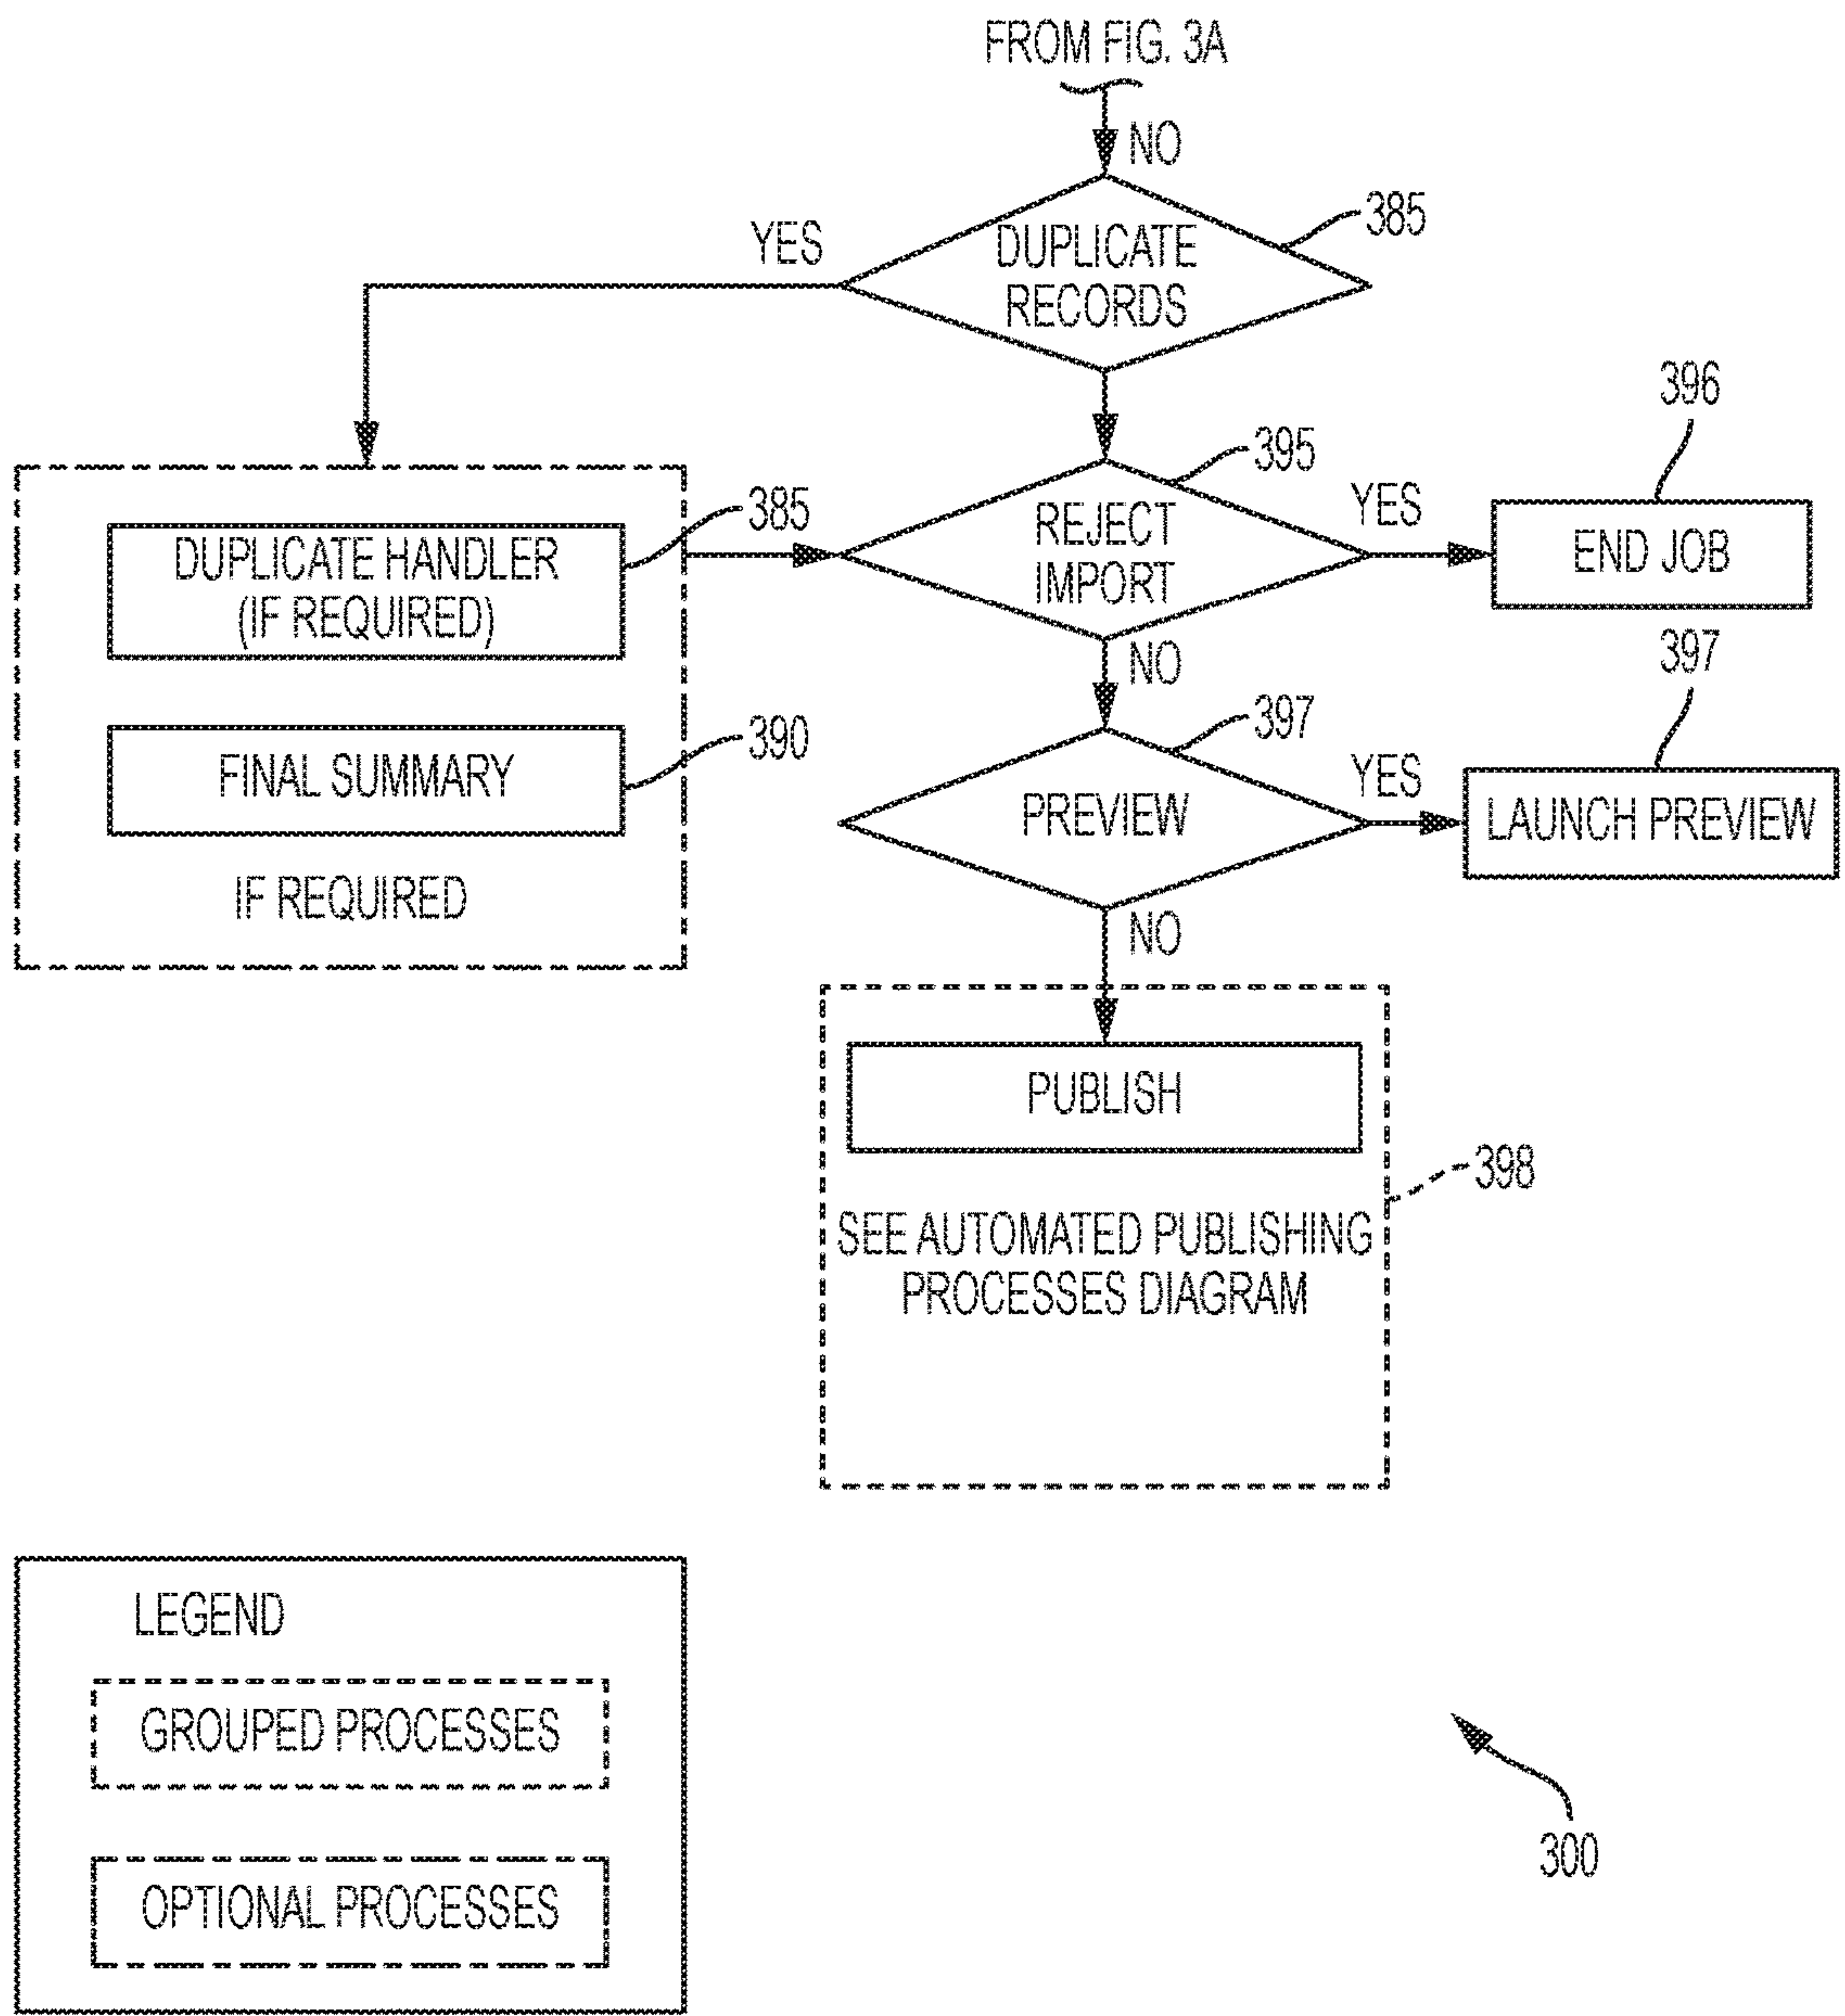 FROM FIG. 3A
NO
YES
DUPLICATE
RECORDS
385
396
395
YES
REJECT
IMPORT
END JOB
385
DUPLICATE HANDLER
(IF REQUIRED)
NO
397
397
390
FINAL SUMMARY
YES
PREVIEW
LAUNCH PREVIEW
IF REQUIRED
NO
PUBLISH
398
SEE AUTOMATED PUBLISHING
PROCESSES DIAGRAM
LEGEND
GROUPED PROCESSES
OPTIONAL PROCESSES
300